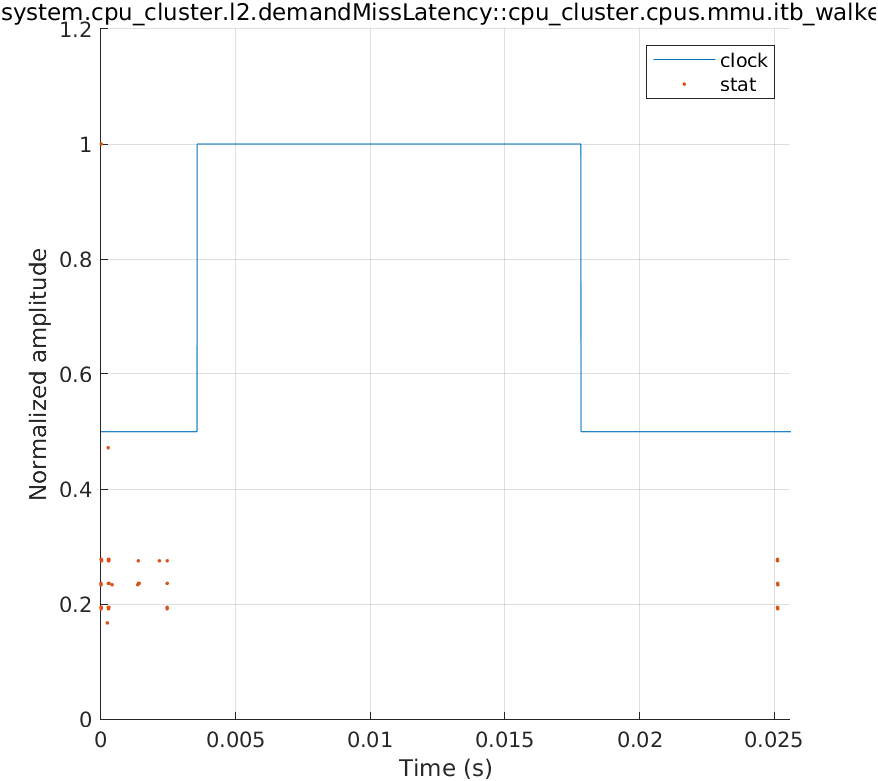 system.cpu_cluster.l2.demandMissLatency::cpu_cluster.cpus.mmu.itb_walke
1.2
clock
stat
1
0.8
0.6
0.4
0.2
0
Normalized amplitude
0 0.005 0.01 0.015 0.02 0.025
Time (s)